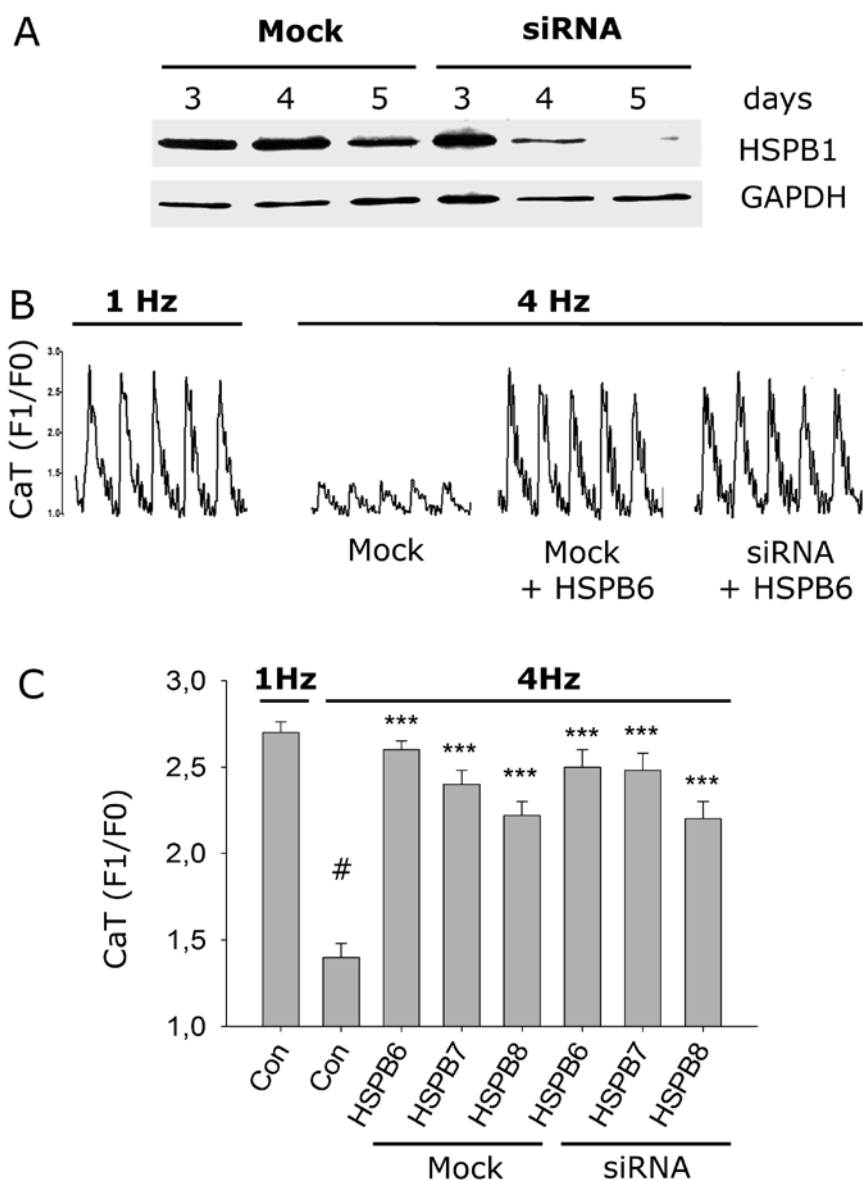 A
Mock siRNA
3 4 5 3 4 5 days
HSPB1
GAPDH
B
1 Hz 4 Hz
CaT (F1/F0)
3.0
2.5
2.0
1.5
1.0
Mock
Mock + HSPB6
siRNA + HSPB6
C
1Hz 4Hz
CaT (F1/F0)
3,0
2,5
2,0
1,5
1,0
# *** *** *** *** *** ***
Con Con HSPB6 HSPB7 HSPB8 HSPB6 HSPB7 HSPB8
Mock siRNA